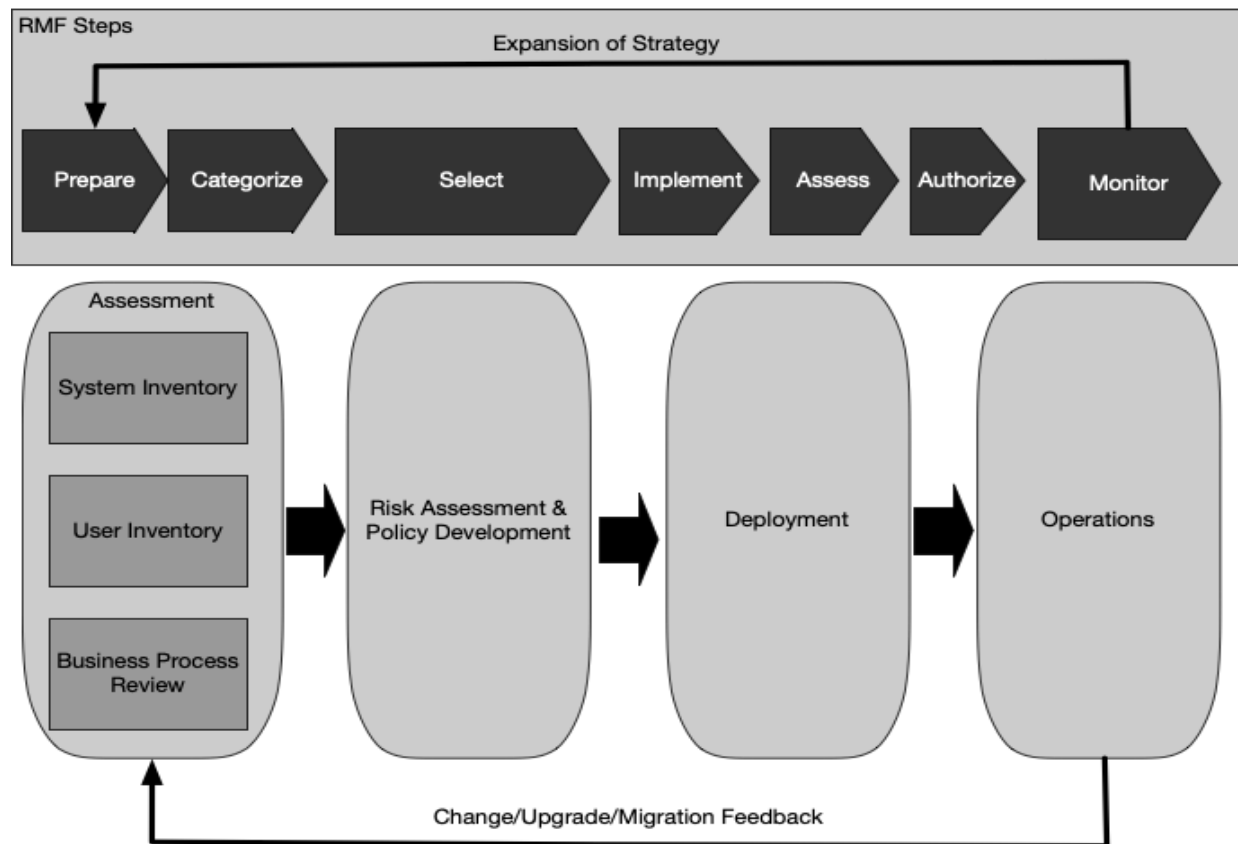 RMF Steps
Expansion of Strategy
Prepare
Categorize
Select
Implement
Assess
Authorize
Monitor
Assessment
System Inventory
User Inventory
Business Process
Review
Risk Assessment &
Policy Development
Deployment
Operations
Change/Upgrade/Migration Feedback